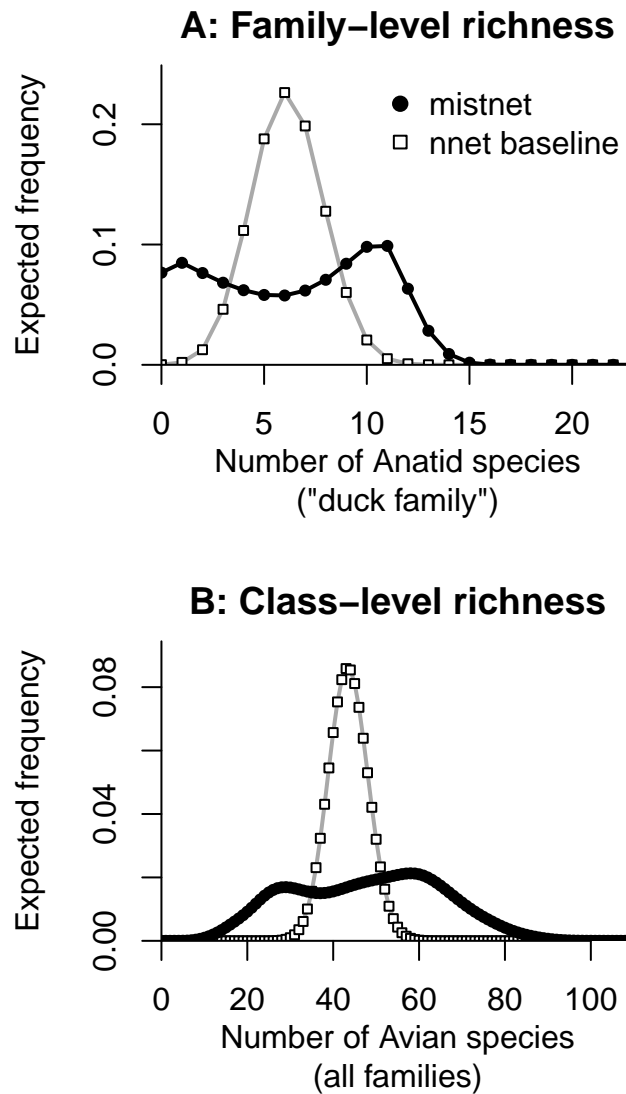 A: Family–level richness
Expected frequency
0.0 0.1 0.2
mistnet
nnet baseline
0 5 10 15 20
Number of Anatid species
("duck family")
B: Class–level richness
Expected frequency
0.00 0.04 0.08
0 20 40 60 80 100
Number of Avian species
(all families)